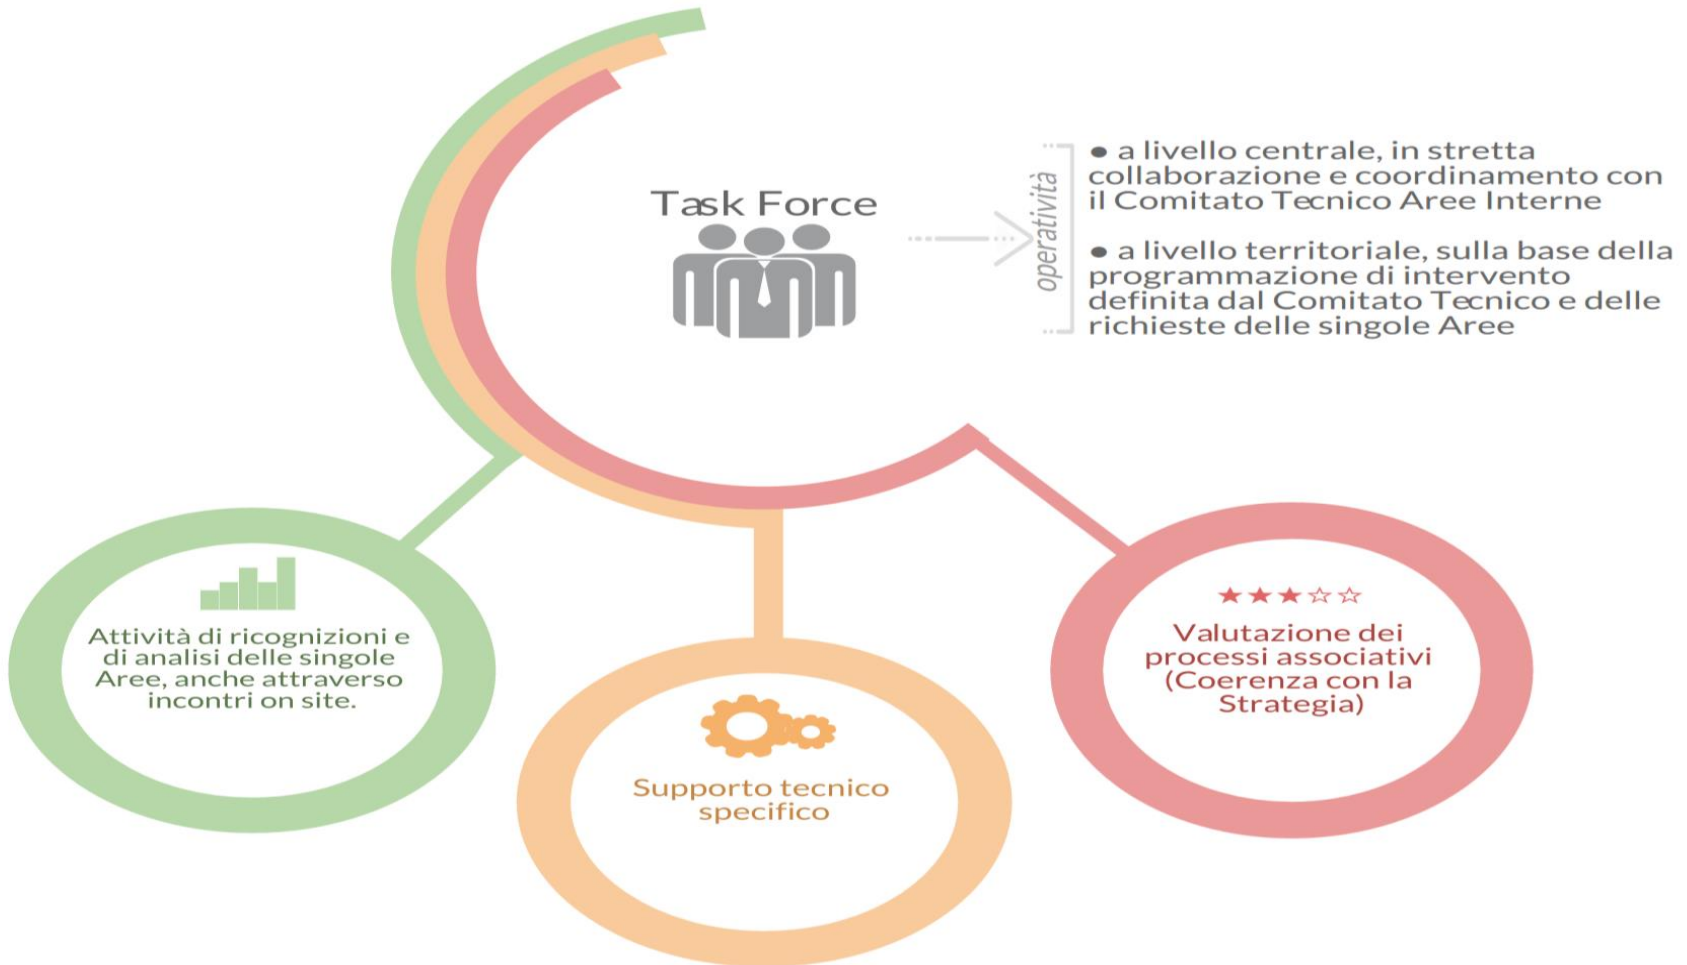 Task Force
operatività
● a livello centrale, in stretta
collaborazione e coordinamento con
il Comitato Tecnico Aree Interne
● a livello territoriale, sulla base della
programmazione di intervento
definita dal Comitato Tecnico e delle
richieste delle singole Aree
Attività di ricognizioni e
di analisi delle singole
Aree, anche attraverso
incontri on site.
Supporto tecnico
specifico
Valutazione dei
processi associativi
(Coerenza con la
Strategia)